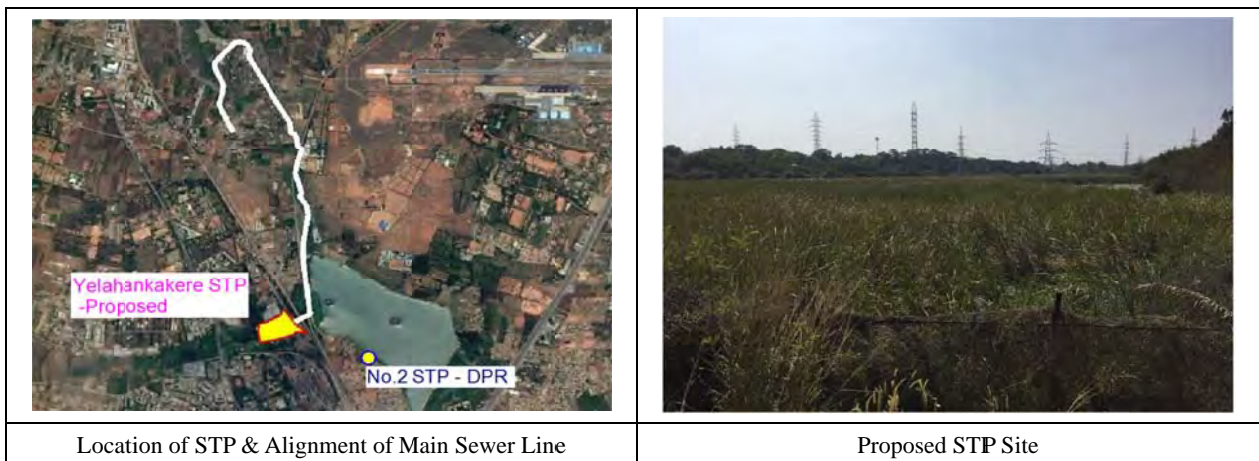 Yelahankakere STP
-Proposed
No.2 STP - DPR
Location of STP & Alignment of Main Sewer Line
Proposed STP Site